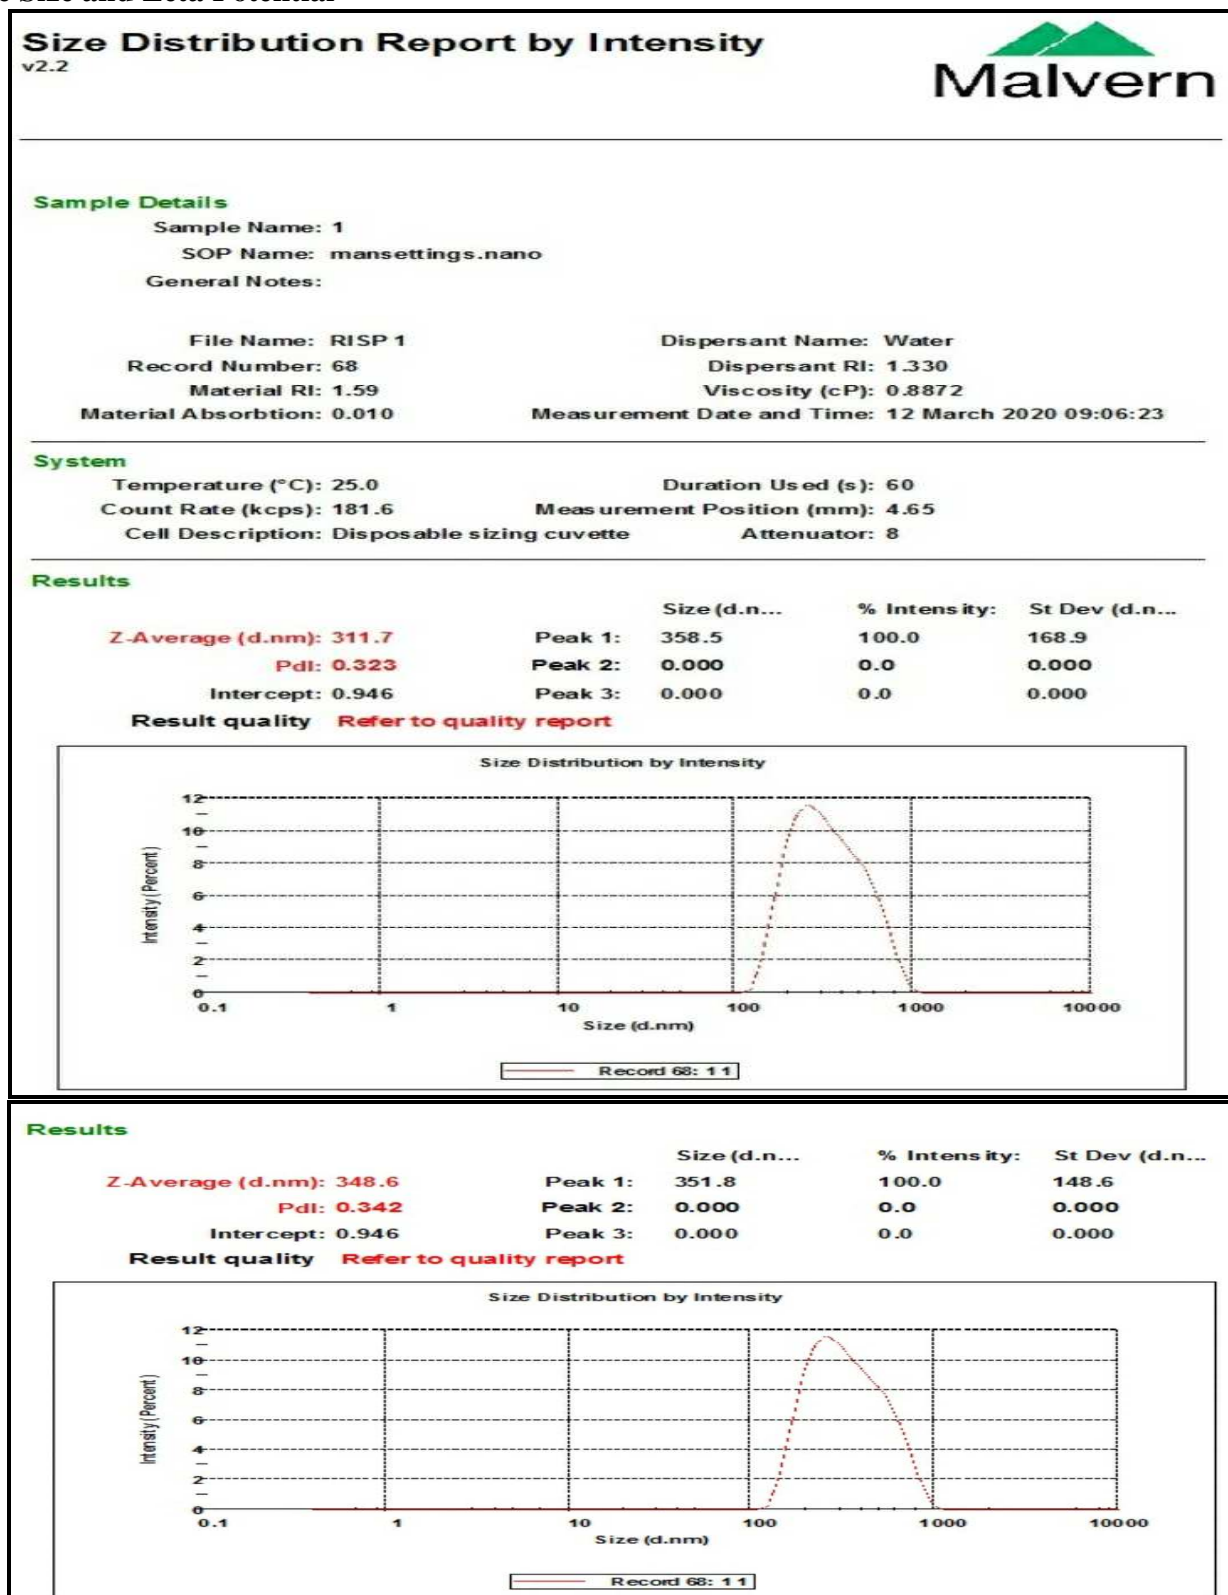 Size and Zeta Potential
Size Distribution Report by Intensity
v2.2
Malvern
Sample Details
Sample Name: 1
SOP Name: mansettings.nano
General Notes:
File Name: RISP 1 Dispersant Name: Water
Record Number: 68 Dispersant RI: 1.330
Material RI: 1.59 Viscosity (cP): 0.8872
Material Absorbtion: 0.010 Measurement Date and Time: 12 March 2020 09:06:23
System
Temperature (°C): 25.0 Duration Used (s): 60
Count Rate (kcps): 181.6 Measurement Position (mm): 4.65
Cell Description: Disposable sizing cuvette Attenuator: 8
Results
Size (d.n... % Intensity: St Dev (d.n...
Z-Average (d.nm): 311.7 Peak 1: 358.5 100.0 168.9
PdI: 0.323 Peak 2: 0.000 0.0 0.000
Intercept: 0.946 Peak 3: 0.000 0.0 0.000
Result quality Refer to quality report
Size Distribution by Intensity
Intensity (Percent)
12
10
8
6
4
2
0
0.1 1 10 100 1000 10000
Size (d.nm)
Record 68: 1 1
Results
Size (d.n... % Intensity: St Dev (d.n...
Z-Average (d.nm): 348.6 Peak 1: 351.8 100.0 148.6
PdI: 0.342 Peak 2: 0.000 0.0 0.000
Intercept: 0.946 Peak 3: 0.000 0.0 0.000
Result quality Refer to quality report
Size Distribution by Intensity
Intensity (Percent)
12
10
8
6
4
2
0
0.1 1 10 100 1000 10000
Size (d.nm)
Record 68: 1 1